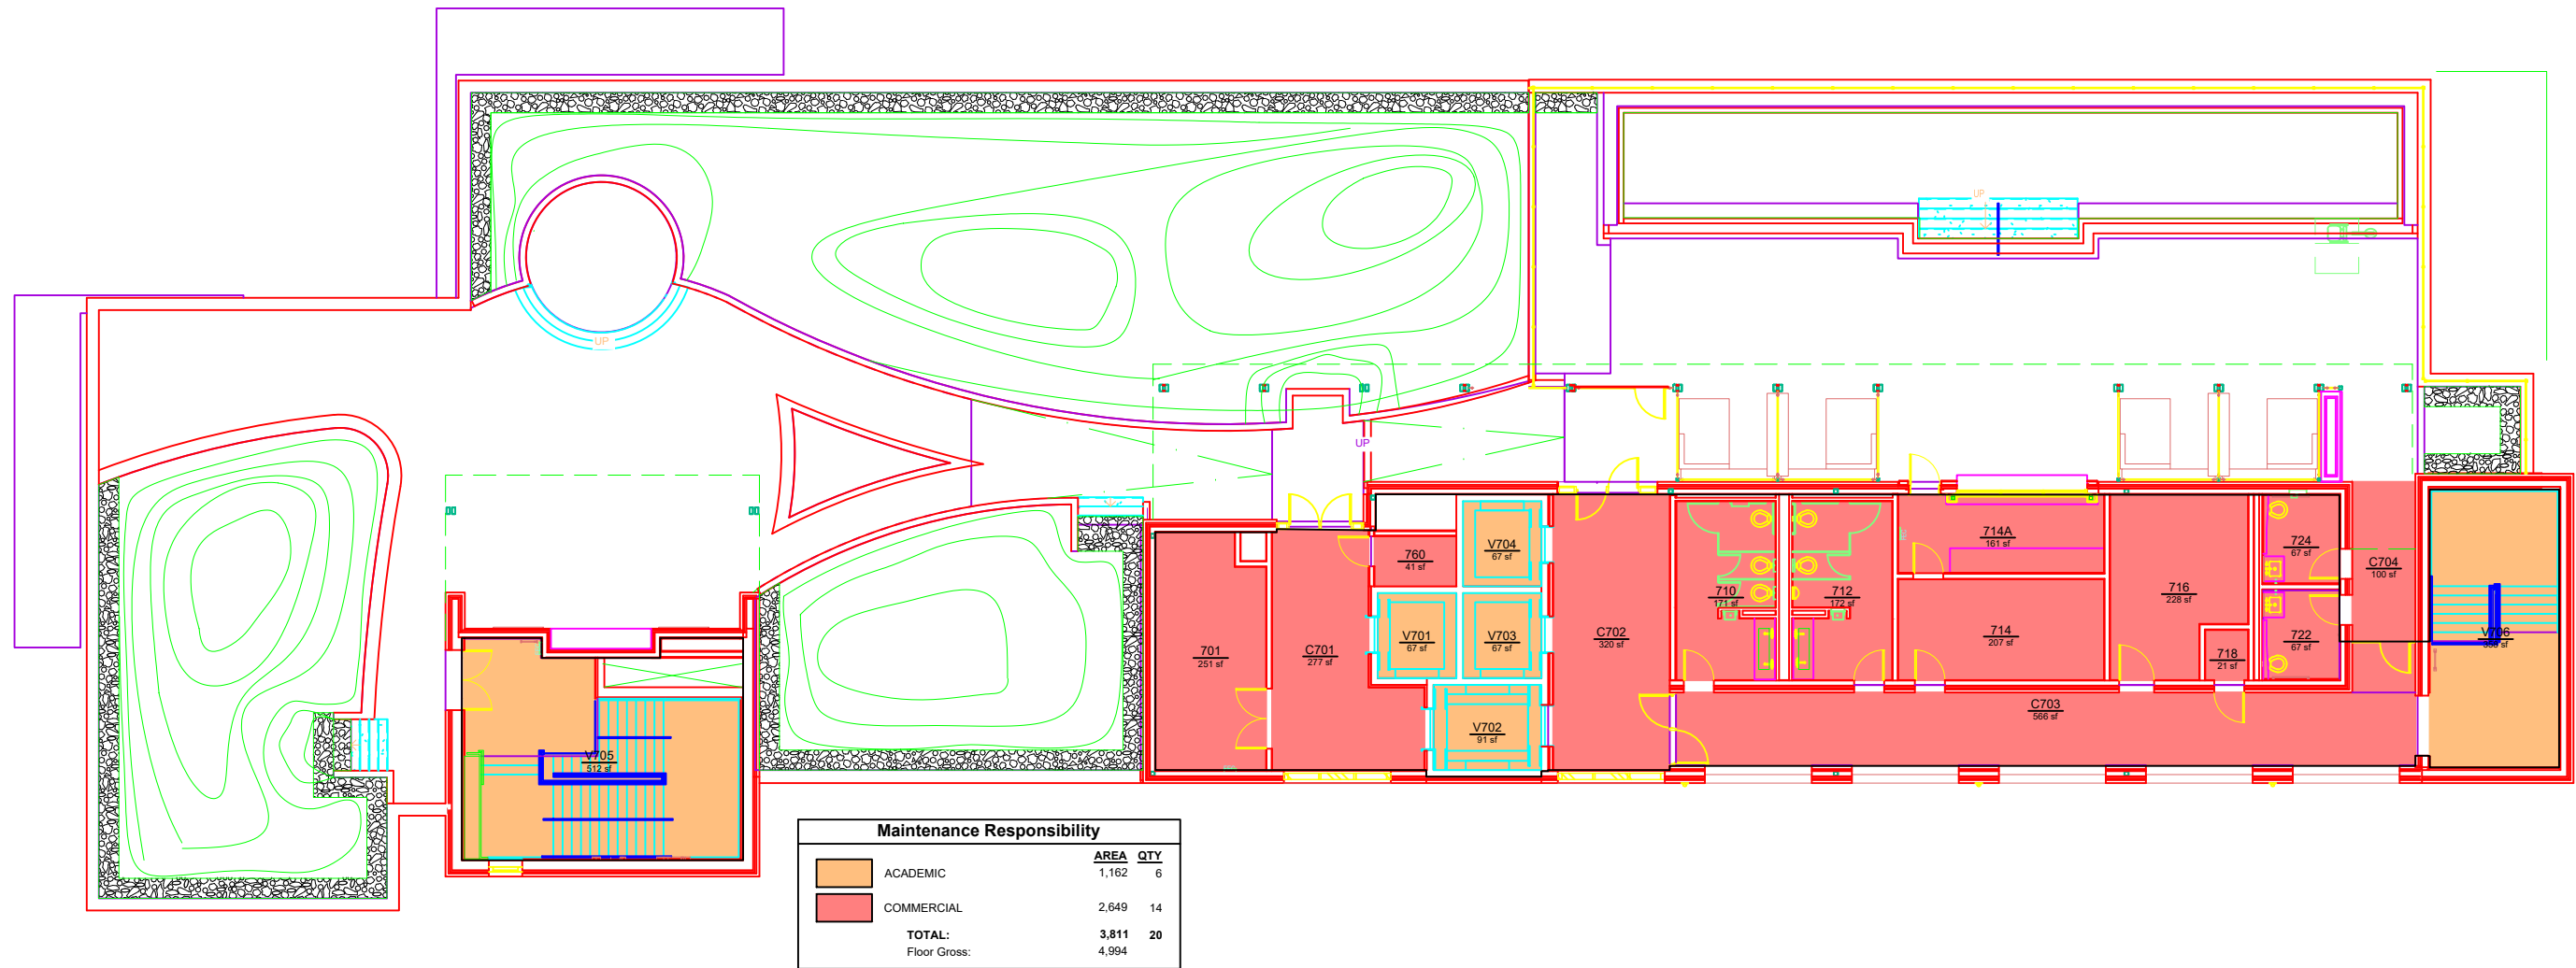 UP
UP
UP
V704
67 sf
760
41 sf
714A
161 sf
724
67 sf
C704
100 sf
710
171 sf
712
172 sf
716
228 sf
V701
67 sf
V703
67 sf
C702
320 sf
714
207 sf
722
67 sf
V706
701
251 sf
C701
277 sf
718
21 sf
C703
566 sf
V702
91 sf
V705
512 sf
Maintenance Responsibility
AREA QTY
ACADEMIC 1,162 6
COMMERCIAL 2,649 14
TOTAL: 3,811 20
Floor Gross: 4,994